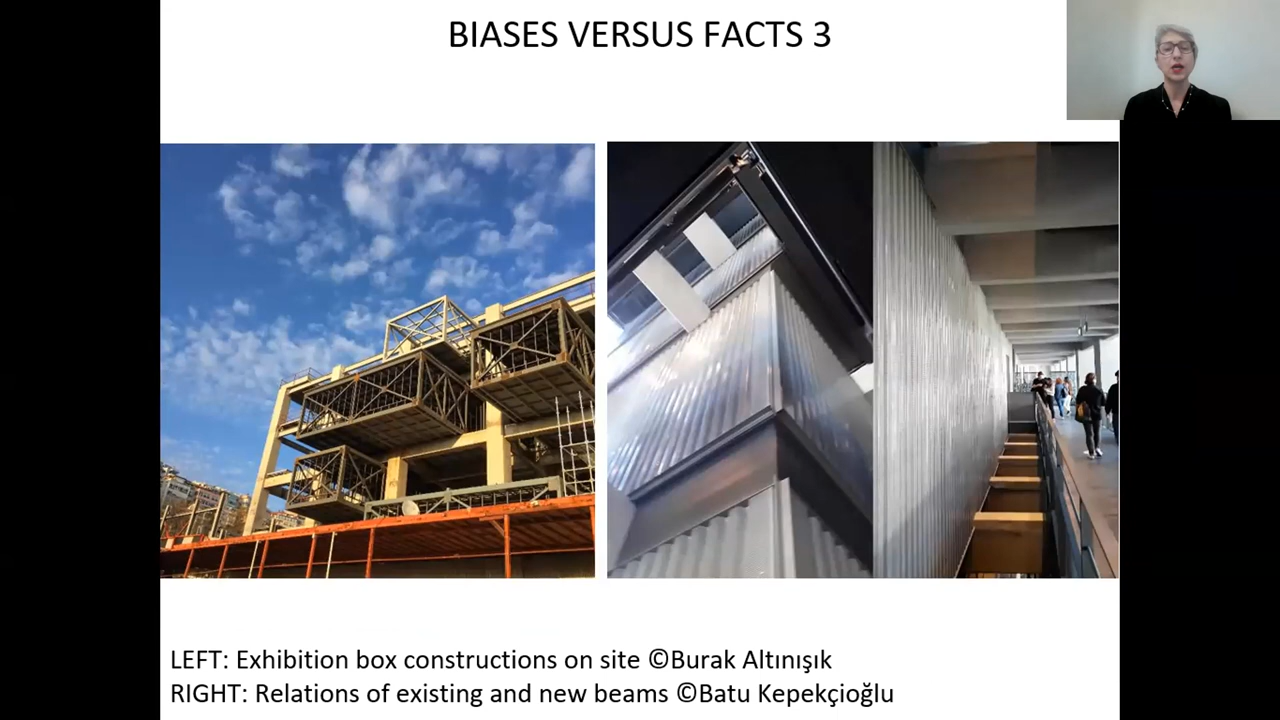 BIASES VERSUS FACTS 3
LEFT: Exhibition box constructions on site ©Burak Altınışık
RIGHT: Relations of existing and new beams ©Batu Kepekçioğlu